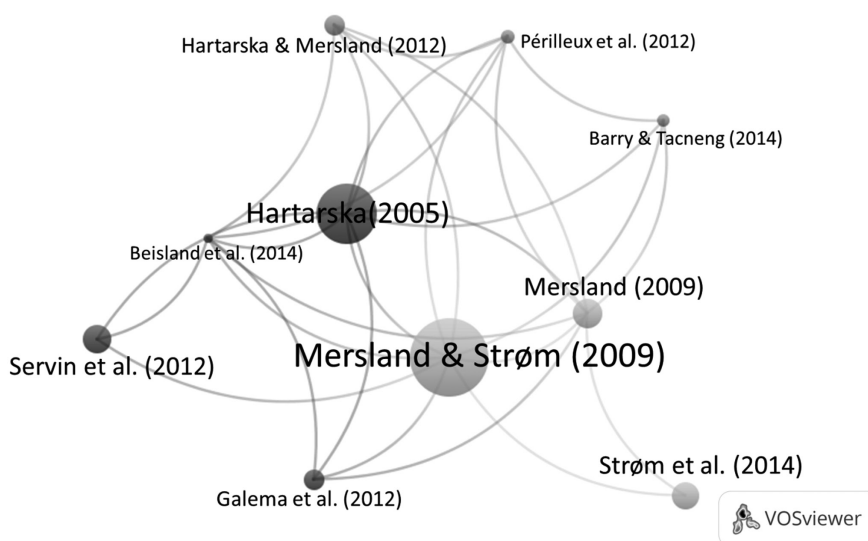 Hartarska & Mersland (2012)
Périlleux et al. (2012)
Barry & Tacneng (2014)
Hartarska(2005)
Beisland et al. (2014)
Mersland (2009)
Mersland & Strøm (2009)
Servin et al. (2012)
Strøm et al. (2014)
Galema et al. (2012)
VOSviewer